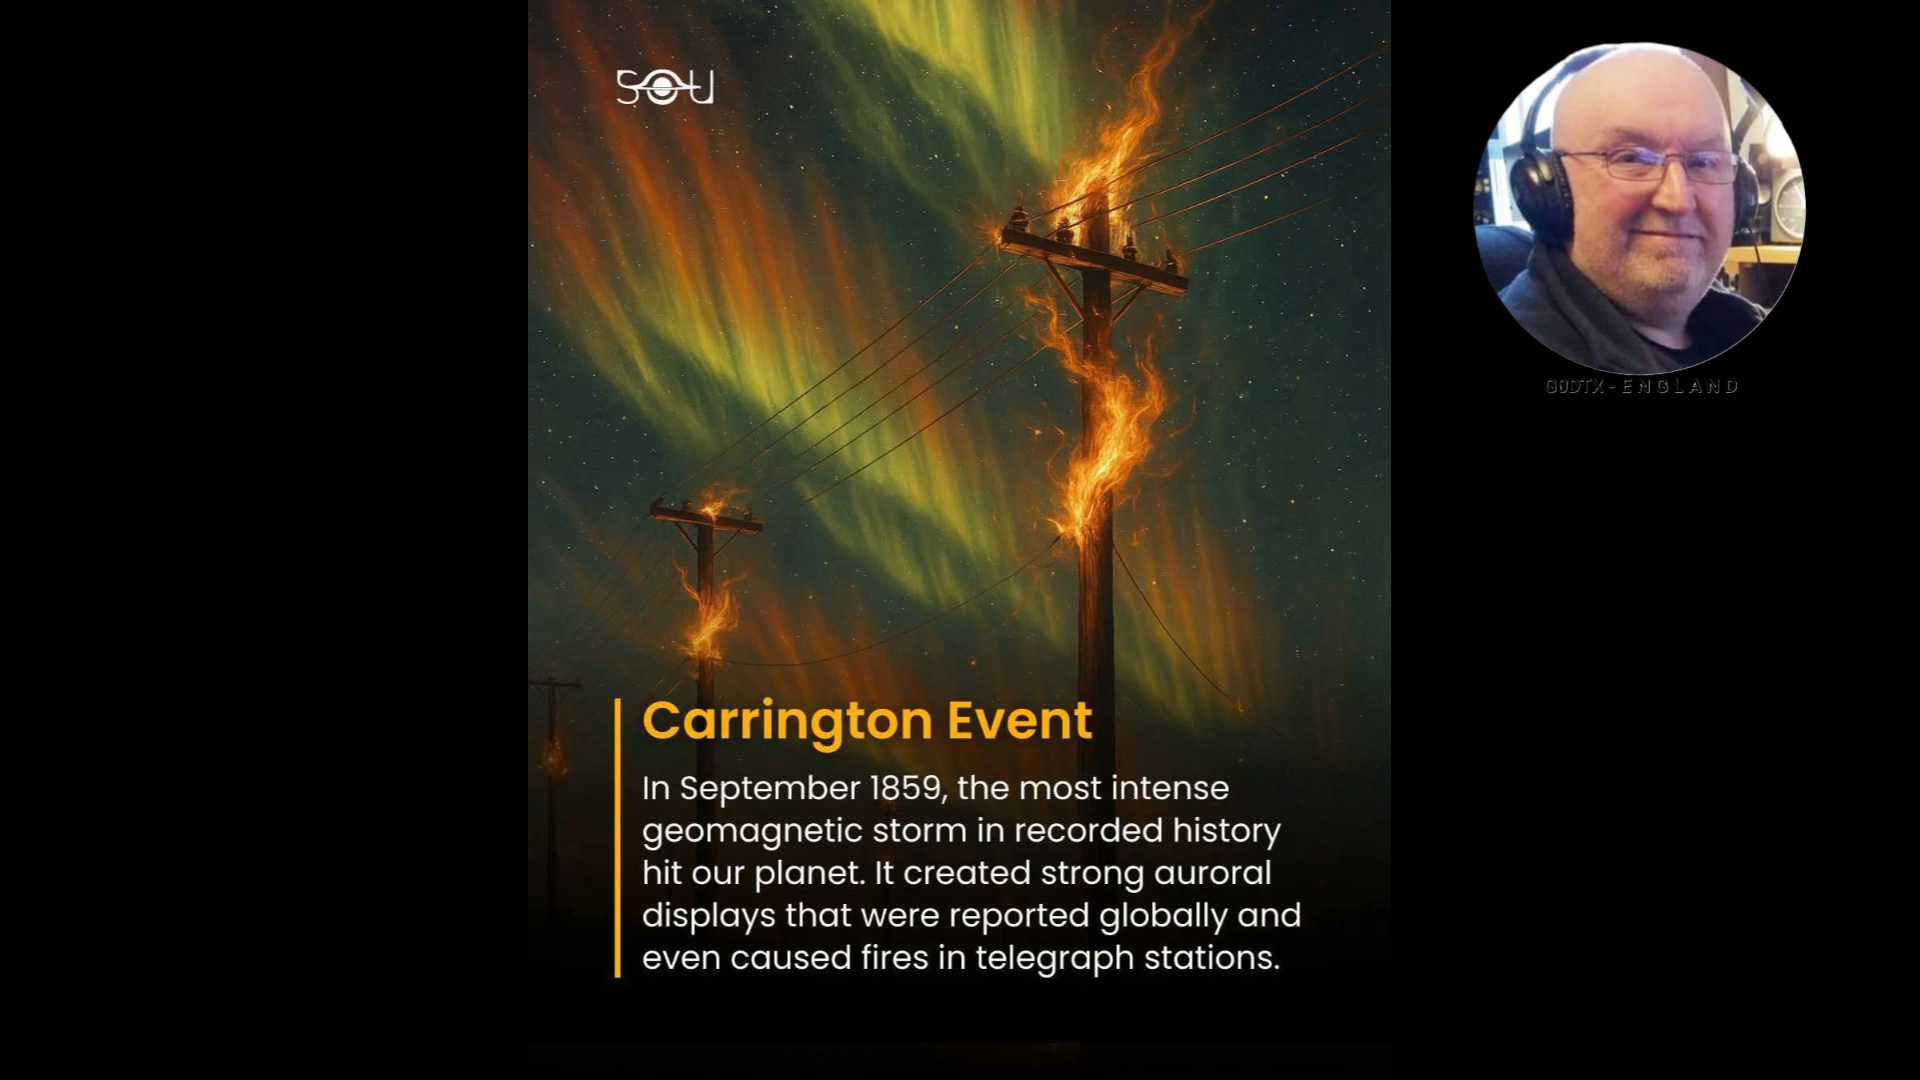 SOU
G0DTX - ENGLAND
Carrington Event
In September 1859, the most intense
geomagnetic storm in recorded history
hit our planet. It created strong auroral
displays that were reported globally and
even caused fires in telegraph stations.